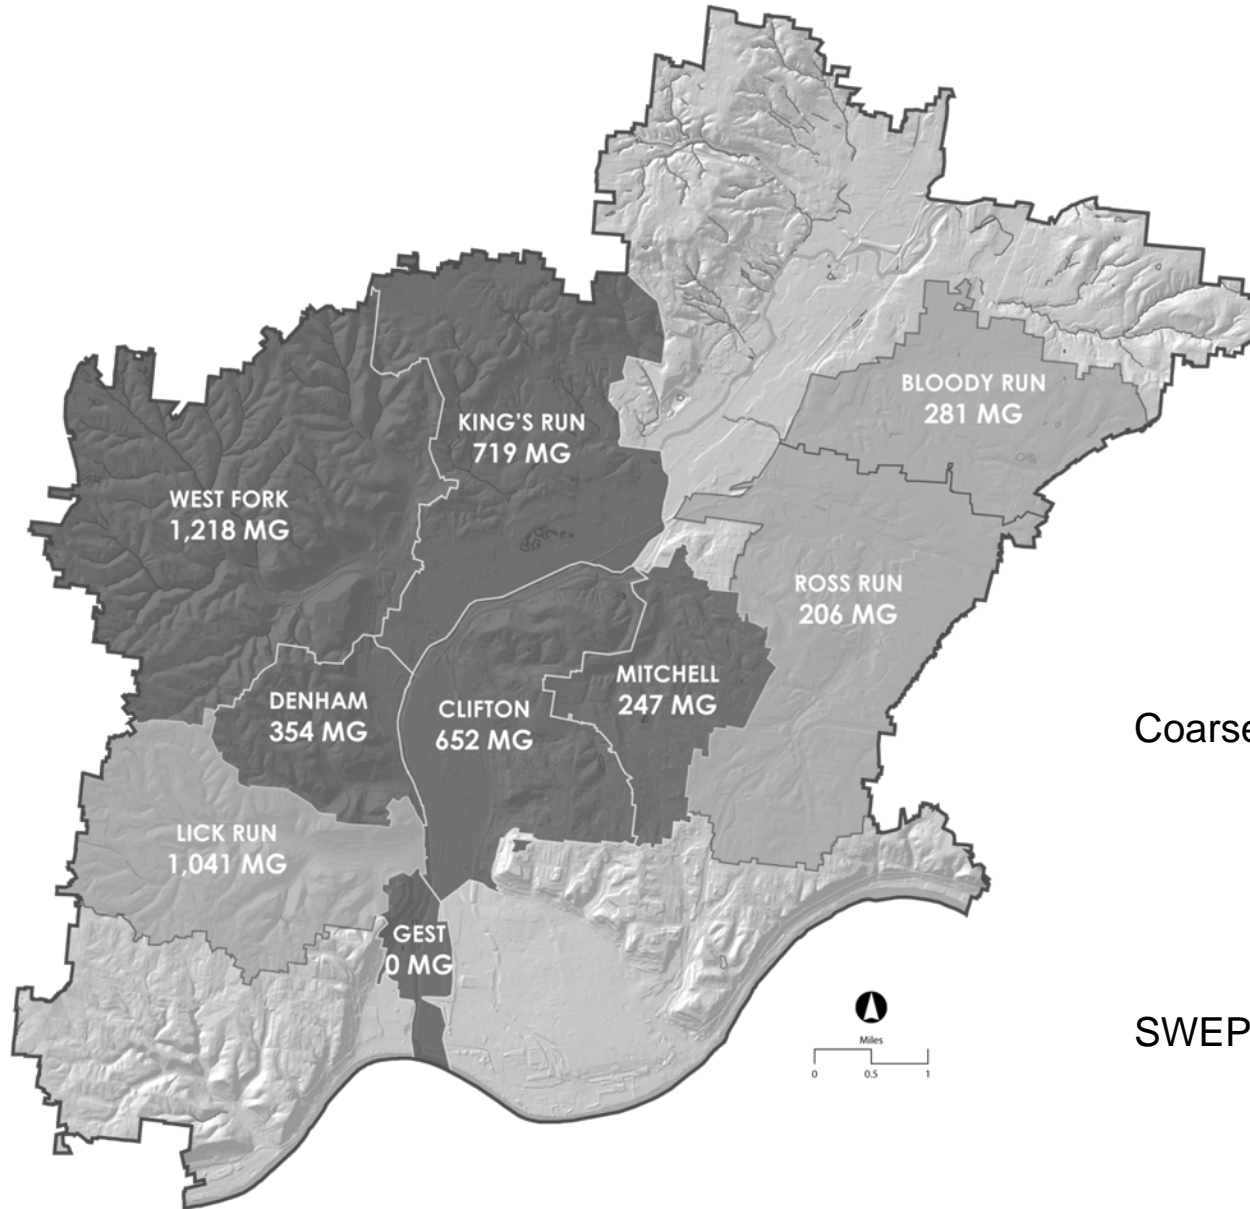 BLOODY RUN
281 MG
KING'S RUN
719 MG
WEST FORK
1,218 MG
ROSS RUN
206 MG
MITCHELL
247 MG
DENHAM
354 MG
CLIFTON
652 MG
Coarse
LICK RUN
1,041 MG
GEST
0 MG
SWEP
Miles
0 0.5 1